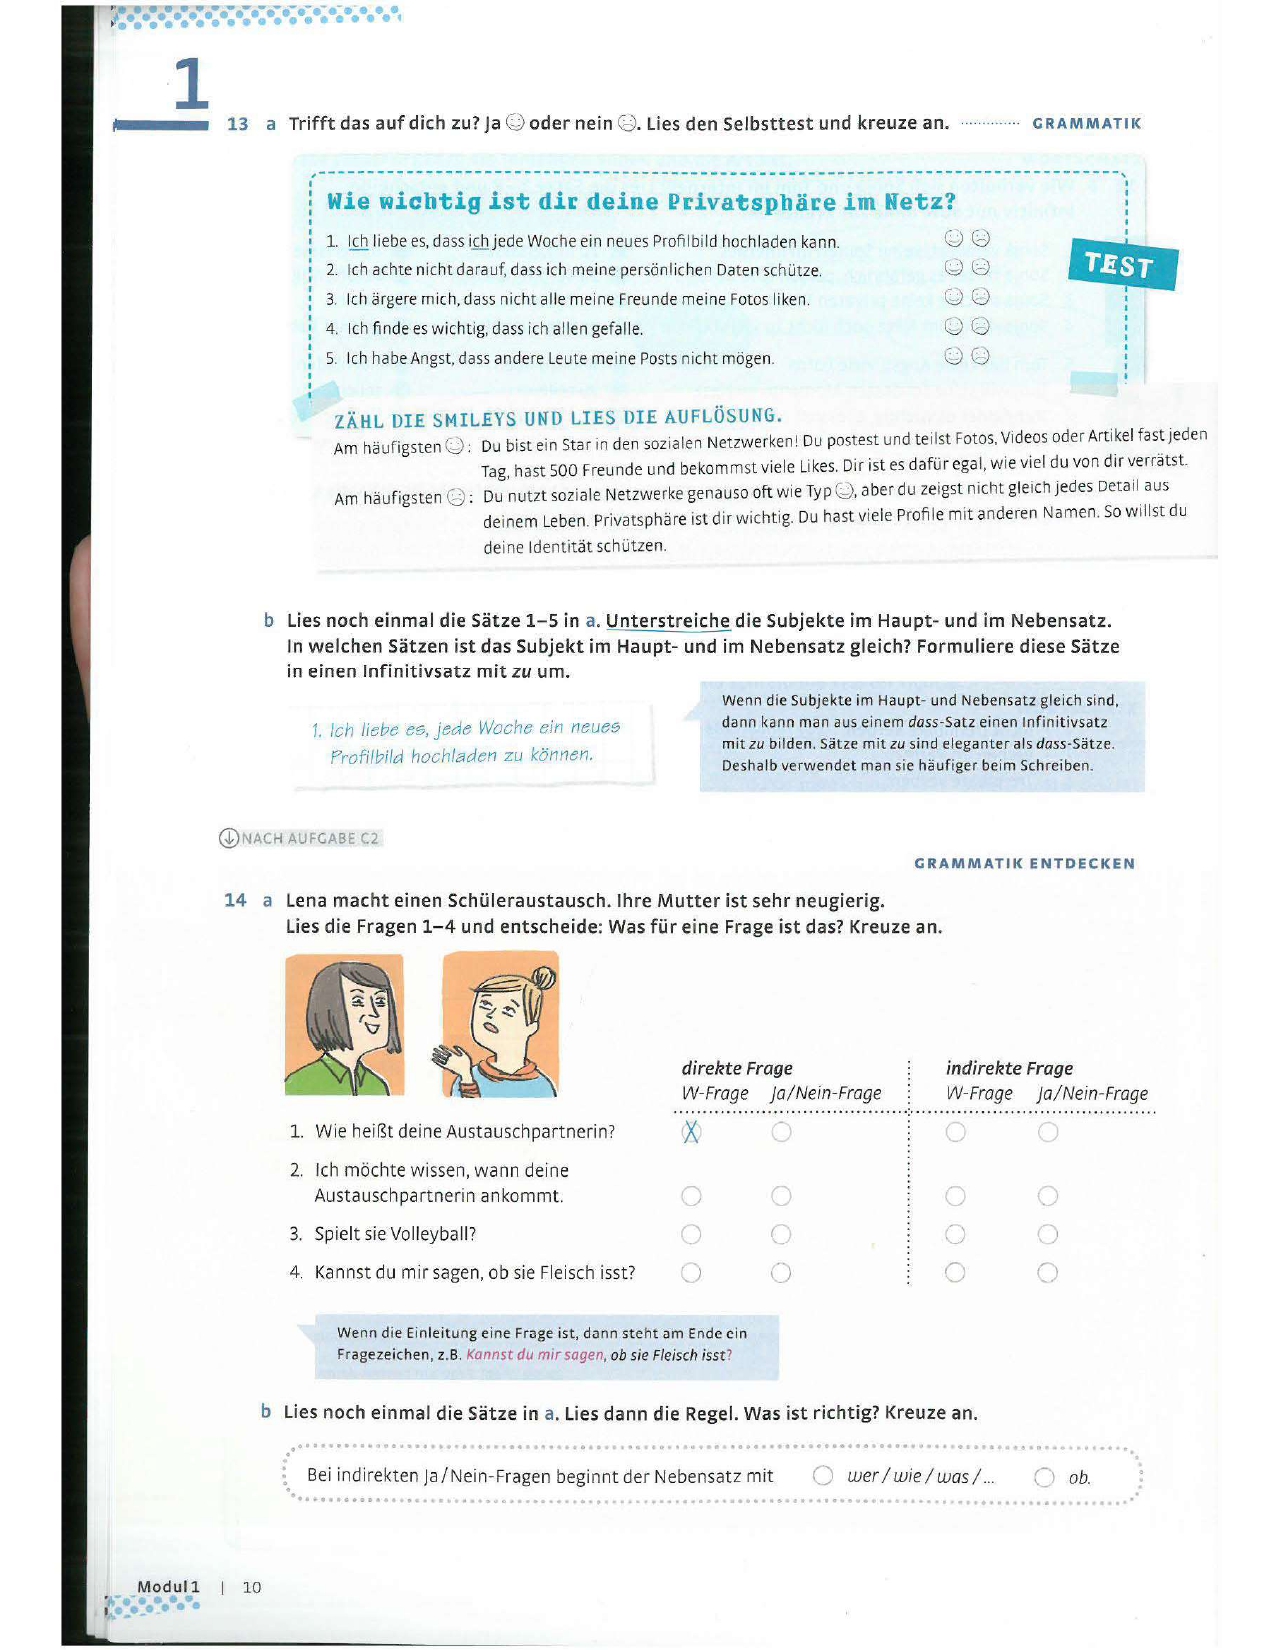 1
13 a Trifft das auf dich zu? Ja ☺ oder nein ☹. Lies den Selbsttest und kreuze an. GRAMMATIK
Wie wichtig ist dir deine Privatsphäre im Netz?
1. Ich liebe es, dass ich jede Woche ein neues Profilbild hochladen kann. ☺ ☹
2. Ich achte nicht darauf, dass ich meine persönlichen Daten schütze. ☺ ☹
TEST
3. Ich ärgere mich, dass nicht alle meine Freunde meine Fotos liken. ☺ ☹
4. Ich finde es wichtig, dass ich allen gefalle. ☺ ☹
5. Ich habe Angst, dass andere Leute meine Posts nicht mögen. ☺ ☹
ZÄHL DIE SMILEYS UND LIES DIE AUFLÖSUNG.
Am häufigsten ☺: Du bist ein Star in den sozialen Netzwerken! Du postest und teilst Fotos, Videos oder Artikel fast jeden
Tag, hast 500 Freunde und bekommst viele Likes. Dir ist es dafür egal, wie viel du von dir verrätst.
Am häufigsten ☹: Du nutzt soziale Netzwerke genauso oft wie Typ ☺, aber du zeigst nicht gleich jedes Detail aus
deinem Leben. Privatsphäre ist dir wichtig. Du hast viele Profile mit anderen Namen. So willst du
deine Identität schützen.
b Lies noch einmal die Sätze 1–5 in a. Unterstreiche die Subjekte im Haupt- und im Nebensatz.
In welchen Sätzen ist das Subjekt im Haupt- und im Nebensatz gleich? Formuliere diese Sätze
in einen Infinitivsatz mit zu um.
1. Ich liebe es, jede Woche ein neues
Profilbild hochladen zu können.
Wenn die Subjekte im Haupt- und Nebensatz gleich sind,
dann kann man aus einem dass-Satz einen Infinitivsatz
mit zu bilden. Sätze mit zu sind eleganter als dass-Sätze.
Deshalb verwendet man sie häufiger beim Schreiben.
NACH AUFGABE C2
GRAMMATIK ENTDECKEN
14 a Lena macht einen Schüleraustausch. Ihre Mutter ist sehr neugierig.
Lies die Fragen 1–4 und entscheide: Was für eine Frage ist das? Kreuze an.
direkte Frage indirekte Frage
W-Frage Ja/Nein-Frage W-Frage Ja/Nein-Frage
1. Wie heißt deine Austauschpartnerin? X
2. Ich möchte wissen, wann deine
Austauschpartnerin ankommt.
3. Spielt sie Volleyball?
4. Kannst du mir sagen, ob sie Fleisch isst?
Wenn die Einleitung eine Frage ist, dann steht am Ende ein
Fragezeichen, z.B. Kannst du mir sagen, ob sie Fleisch isst?
b Lies noch einmal die Sätze in a. Lies dann die Regel. Was ist richtig? Kreuze an.
Bei indirekten Ja/Nein-Fragen beginnt der Nebensatz mit wer / wie / was / ... ob.
Modul 1 | 10